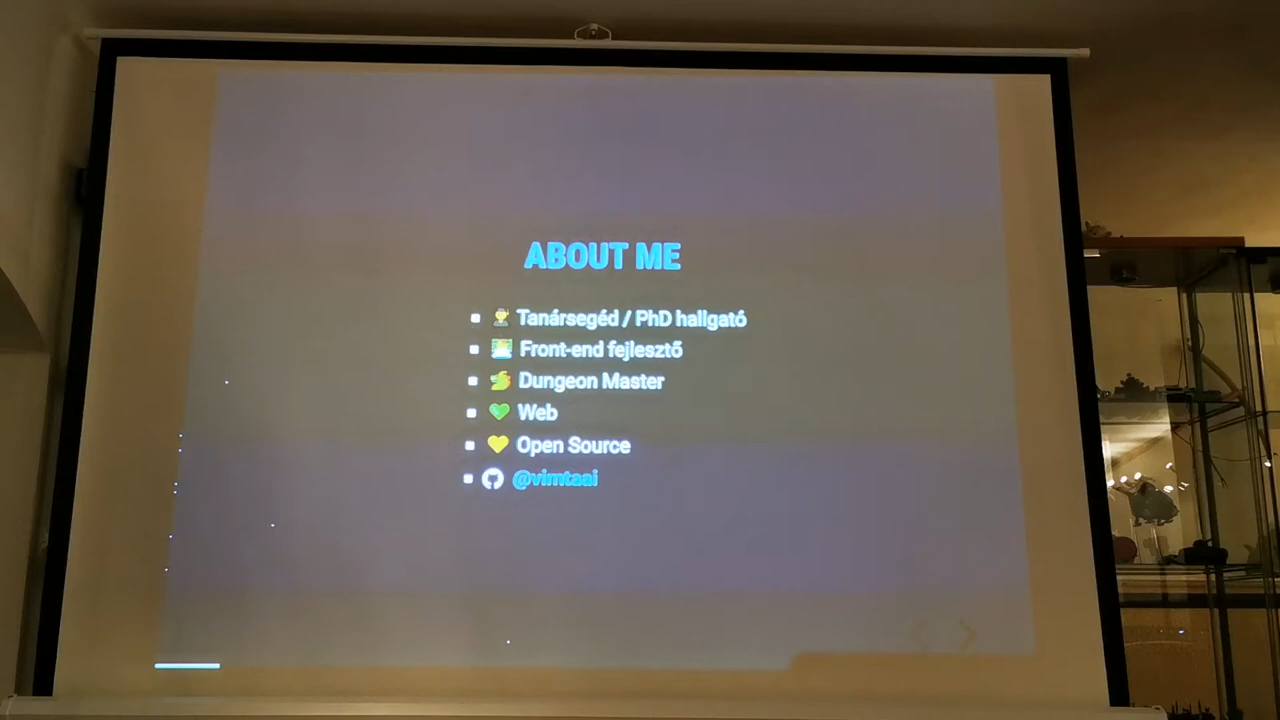 ABOUT ME
Tanársegéd / PhD hallgató
Front-end fejlesztő
Dungeon Master
Web
Open Source
@vimtaai